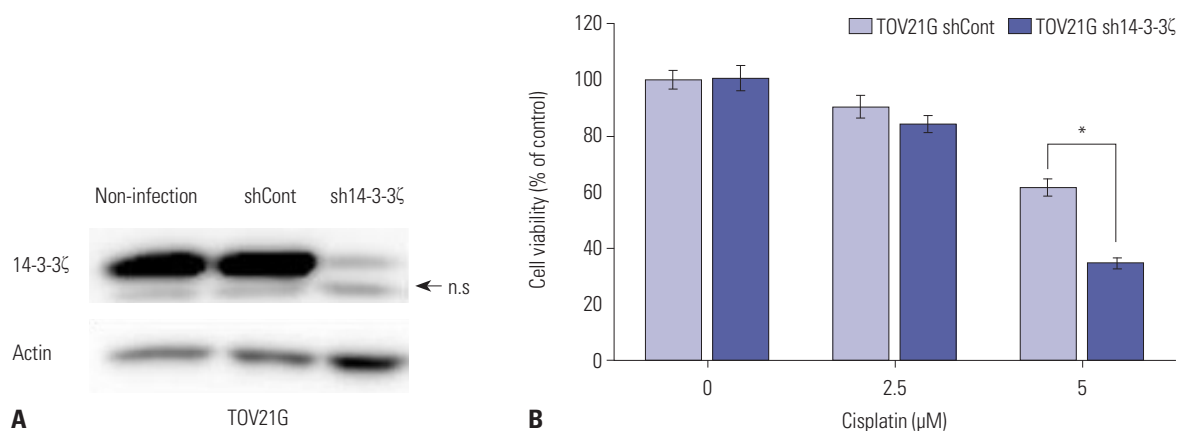 Non-infection shCont sh14-3-3ζ
14-3-3ζ
n.s
Actin
A
TOV21G
TOV21G shCont TOV21G sh14-3-3ζ
Cell viability (% of control)
120
100
80
60
40
20
0
*
0 2.5 5
Cisplatin (µM)
B